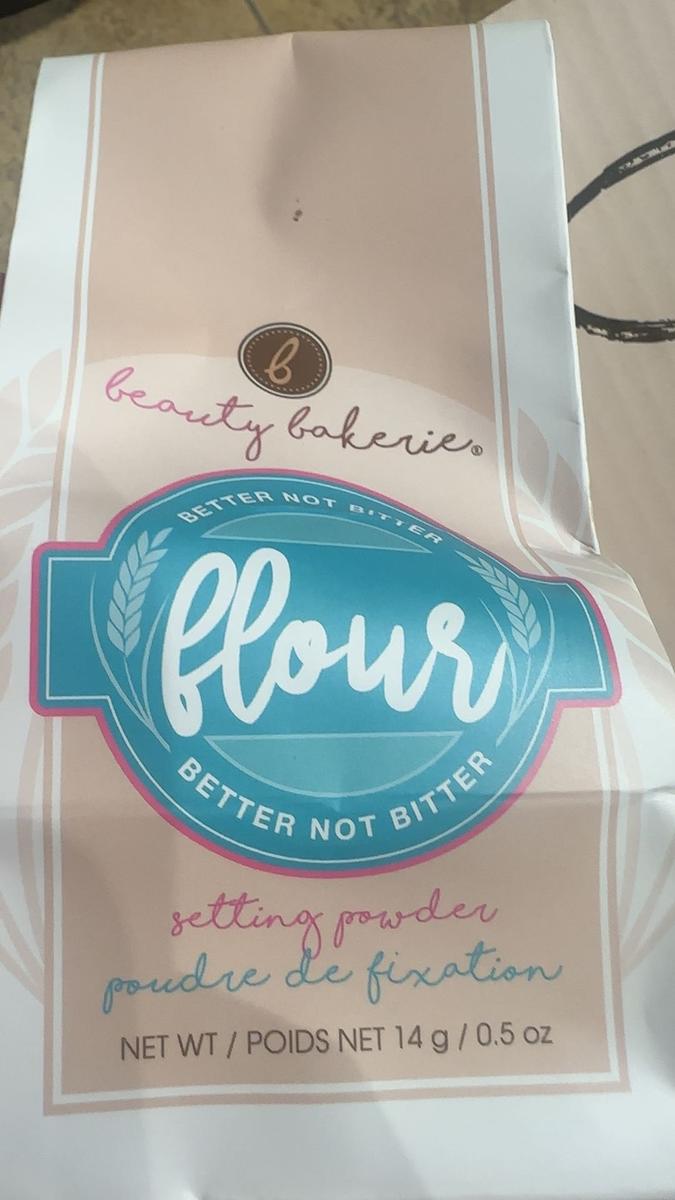 b
beauty bakerie®
BETTER NOT BITTER
flour
BETTER NOT BITTER
setting powder
poudre de fixation
NET WT / POIDS NET 14 g / 0.5 oz